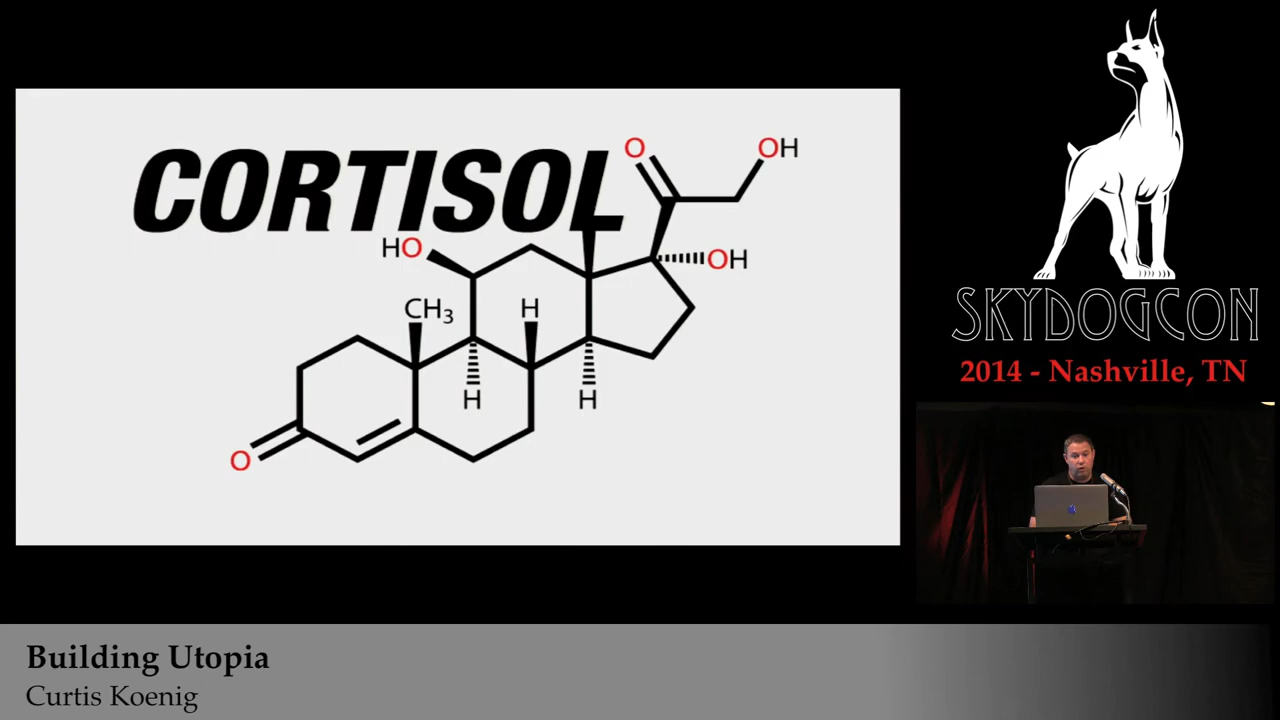 CORTISOL
O
OH
HO
OH
CH₃
H
H
H
O
SKYDOGCON
2014 - Nashville, TN
Building Utopia
Curtis Koenig